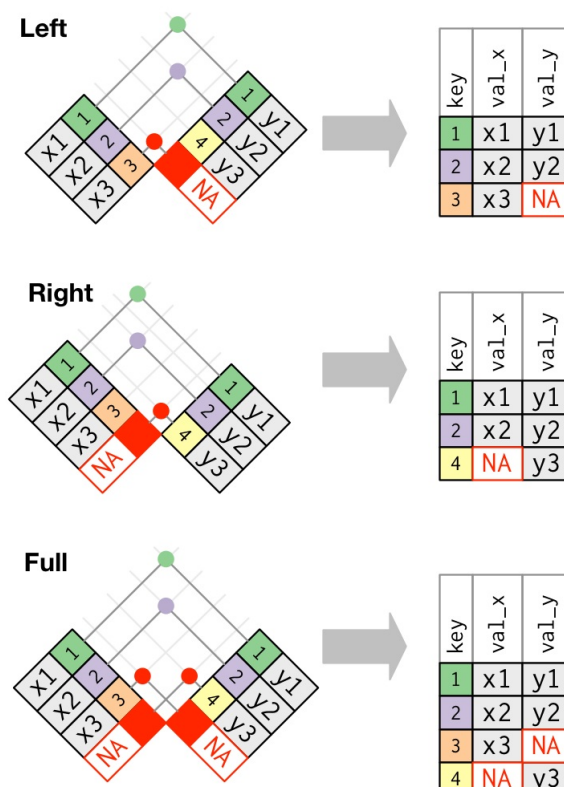 Left
1 1
x1 2 2 y1
x2 3 4 y2
x3 y3
NA
key val_x val_y
1 x1 y1
2 x2 y2
3 x3 NA
Right
1 1
x1 2 2 y1
x2 3 4 y2
x3 y3
NA
key val_x val_y
1 x1 y1
2 x2 y2
4 NA y3
Full
1 1
x1 2 2 y1
x2 3 4 y2
x3 y3
NA NA
key val_x val_y
1 x1 y1
2 x2 y2
3 x3 NA
4 NA y3